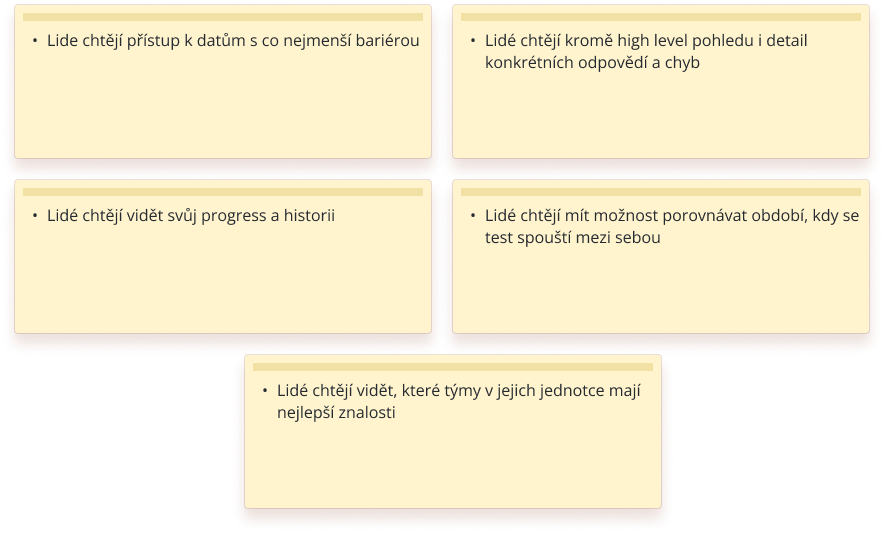 • Lide chtějí přístup k datům s co nejmenší bariérou
• Lidé chtějí kromě high level pohledu i detail
konkrétních odpovědí a chyb
• Lidé chtějí vidět svůj progress a historii
• Lidé chtějí mít možnost porovnávat období, kdy se
test spouští mezi sebou
• Lidé chtějí vidět, které týmy v jejich jednotce mají
nejlepší znalosti